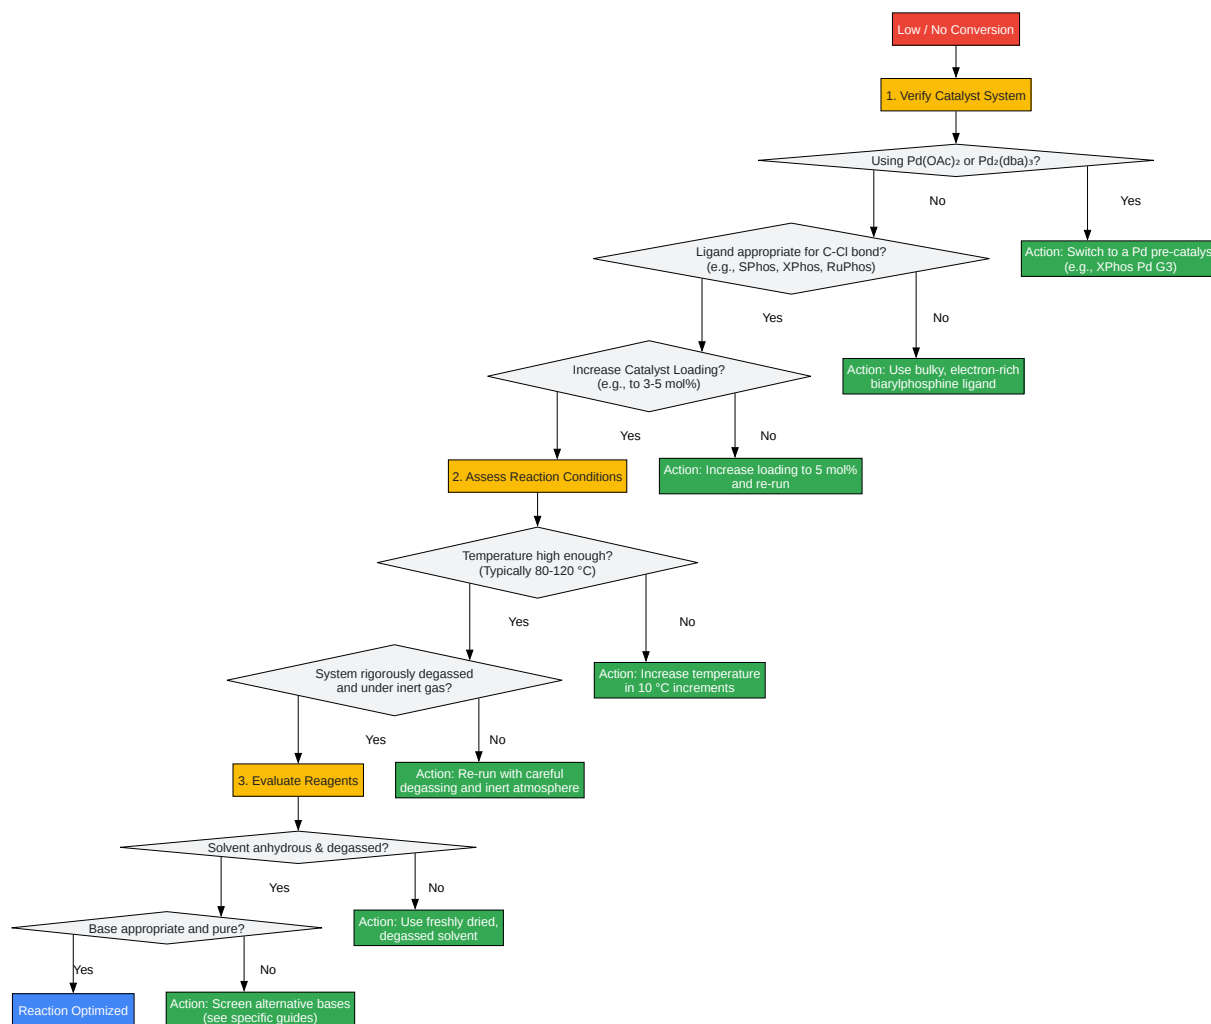 Low / No Conversion
1. Verify Catalyst System
Using Pd(OAc)₂ or Pd₂(dba)₃?
No
Yes
Ligand appropriate for C-Cl bond?
(e.g., SPhos, XPhos, RuPhos)
Action: Switch to a Pd pre-catalys
(e.g., XPhos Pd G3)
Yes
No
Increase Catalyst Loading?
(e.g., to 3-5 mol%)
Action: Use bulky, electron-rich
biarylphosphine ligand
Yes
No
2. Assess Reaction Conditions
Action: Increase loading to 5 mol%
and re-run
Temperature high enough?
(Typically 80-120 °C)
Yes
No
System rigorously degassed
and under inert gas?
Action: Increase temperature
in 10 °C increments
Yes
No
3. Evaluate Reagents
Action: Re-run with careful
degassing and inert atmosphere
Solvent anhydrous & degassed?
Yes
No
Base appropriate and pure?
Action: Use freshly dried,
degassed solvent
Yes
No
Reaction Optimized
Action: Screen alternative bases
(see specific guides)